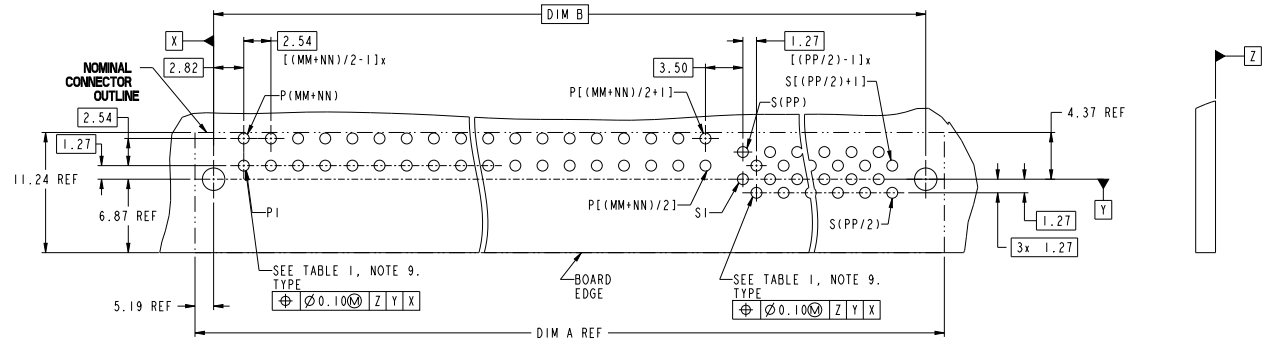 DIM B
X
2.54
[(MM+NN)/2-1]x
1.27
[(PP/2)-1]x
Z
2.82
3.50
NOMINAL
CONNECTOR
OUTLINE
P(MM+NN)
P[(MM+NN)/2+1]
S[(PP/2)+1]
S(PP)
2.54
4.37 REF
1.27
11.24 REF
6.87 REF
P1
P[(MM+NN)/2]
S1
S(PP/2)
Y
1.27
3x 1.27
SEE TABLE 1, NOTE 9.
TYPE
⌖ Ø0.10Ⓜ Z Y X
BOARD
EDGE
SEE TABLE 1, NOTE 9.
TYPE
⌖ Ø0.10Ⓜ Z Y X
5.19 REF
DIM A REF